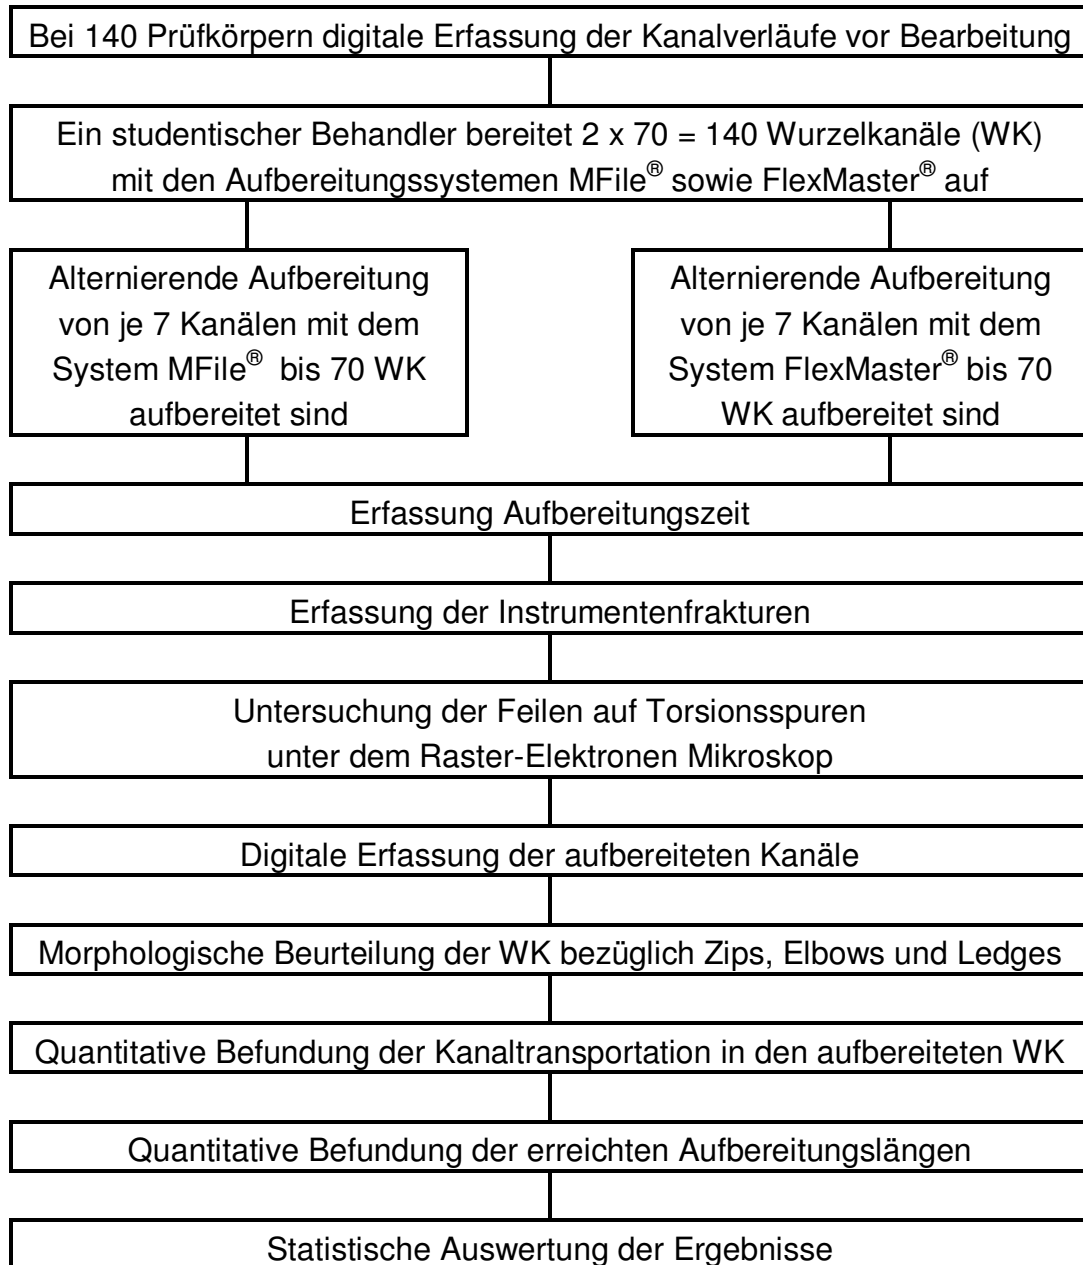 Bei 140 Prüfkörpern digitale Erfassung der Kanalverläufe vor Bearbeitung
Ein studentischer Behandler bereitet 2 x 70 = 140 Wurzelkanäle (WK)
mit den Aufbereitungssystemen MFile® sowie FlexMaster® auf
Alternierende Aufbereitung
von je 7 Kanälen mit dem
System MFile® bis 70 WK
aufbereitet sind
Alternierende Aufbereitung
von je 7 Kanälen mit dem
System FlexMaster® bis 70
WK aufbereitet sind
Erfassung Aufbereitungszeit
Erfassung der Instrumentenfrakturen
Untersuchung der Feilen auf Torsionsspuren
unter dem Raster-Elektronen Mikroskop
Digitale Erfassung der aufbereiteten Kanäle
Morphologische Beurteilung der WK bezüglich Zips, Elbows und Ledges
Quantitative Befundung der Kanaltransportation in den aufbereiteten WK
Quantitative Befundung der erreichten Aufbereitungslängen
Statistische Auswertung der Ergebnisse